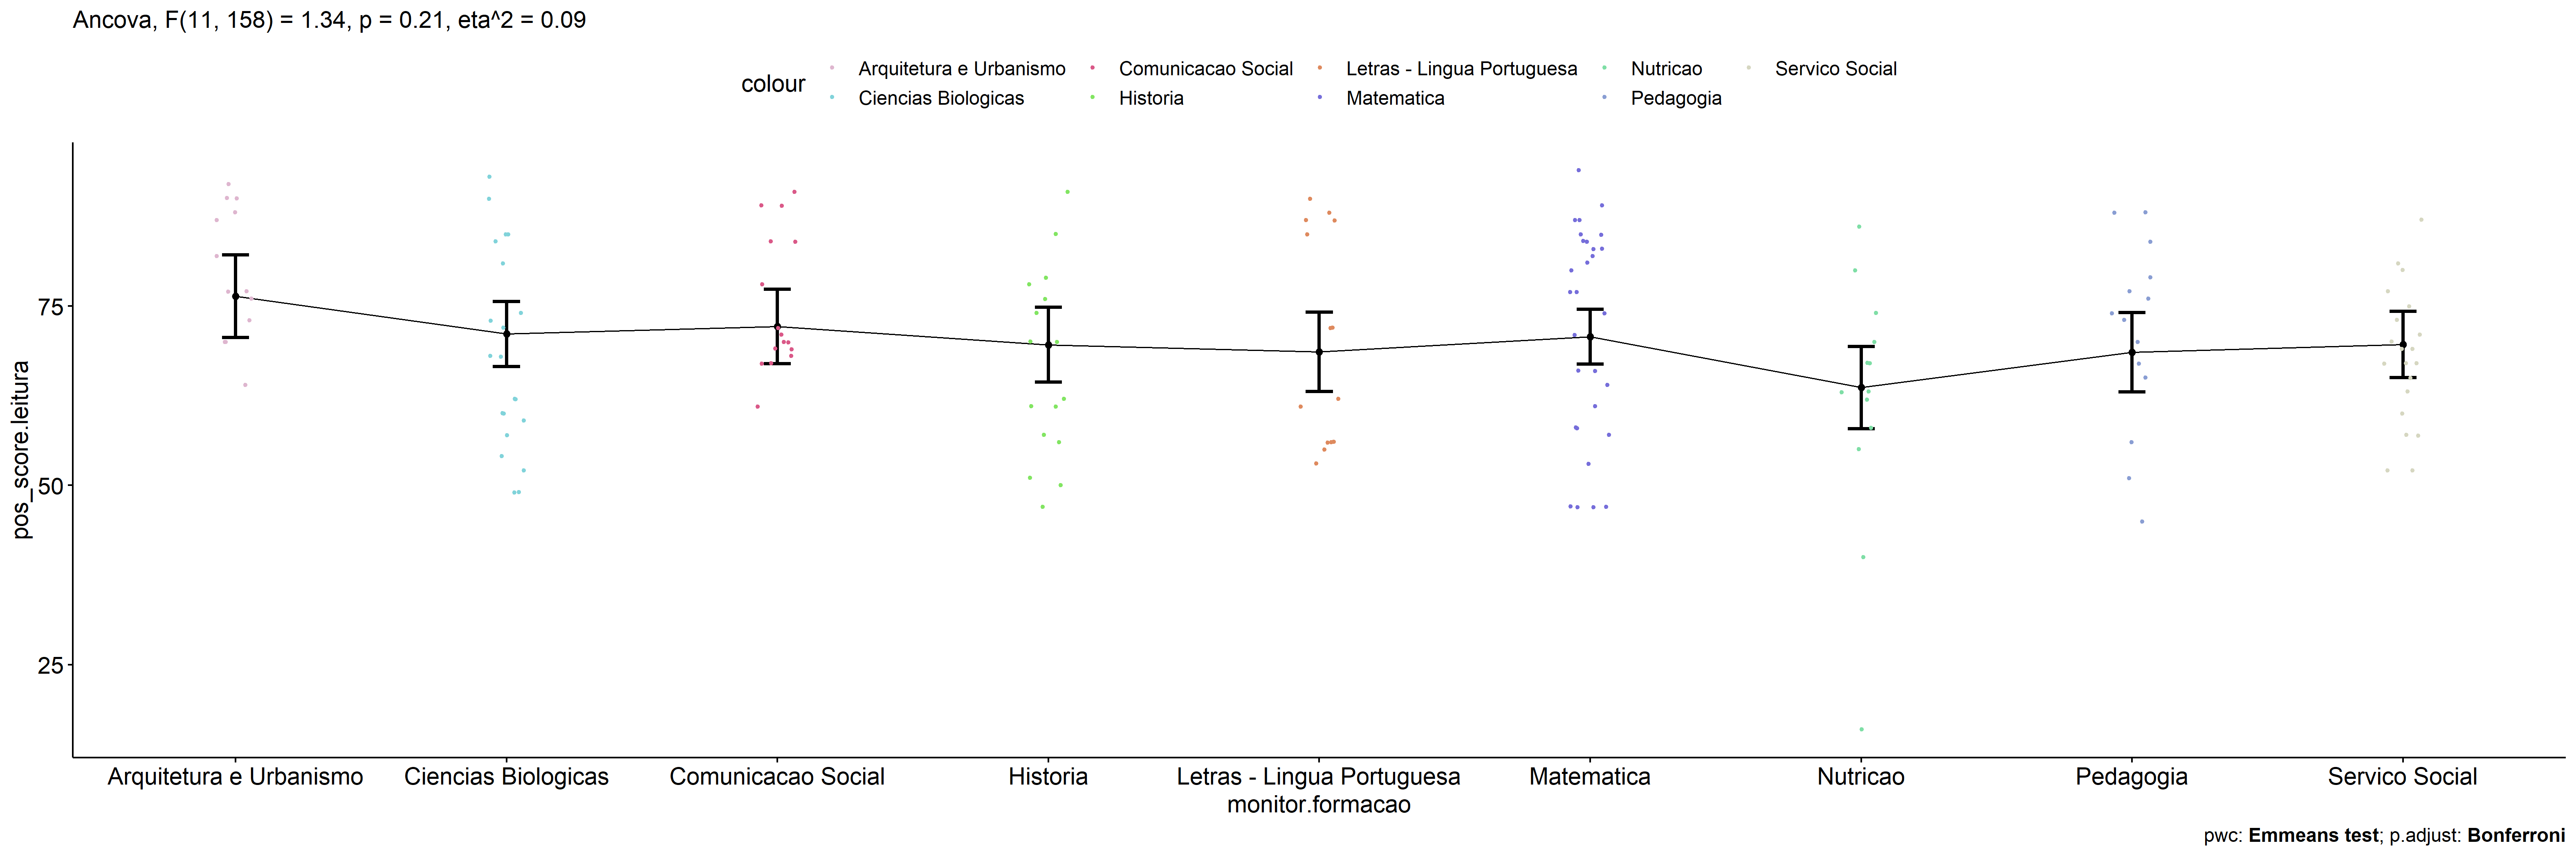 Ancova, F(11, 158) = 1.34, p = 0.21, eta^2 = 0.09
colour
Arquitetura e Urbanismo
Comunicacao Social
Letras - Lingua Portuguesa
Nutricao
Servico Social
Ciencias Biologicas
Historia
Matematica
Pedagogia
pos_score.leitura
75
50
25
Arquitetura e Urbanismo
Ciencias Biologicas
Comunicacao Social
Historia
Letras - Lingua Portuguesa
Matematica
Nutricao
Pedagogia
Servico Social
monitor.formacao
pwc: Emmeans test; p.adjust: Bonferroni